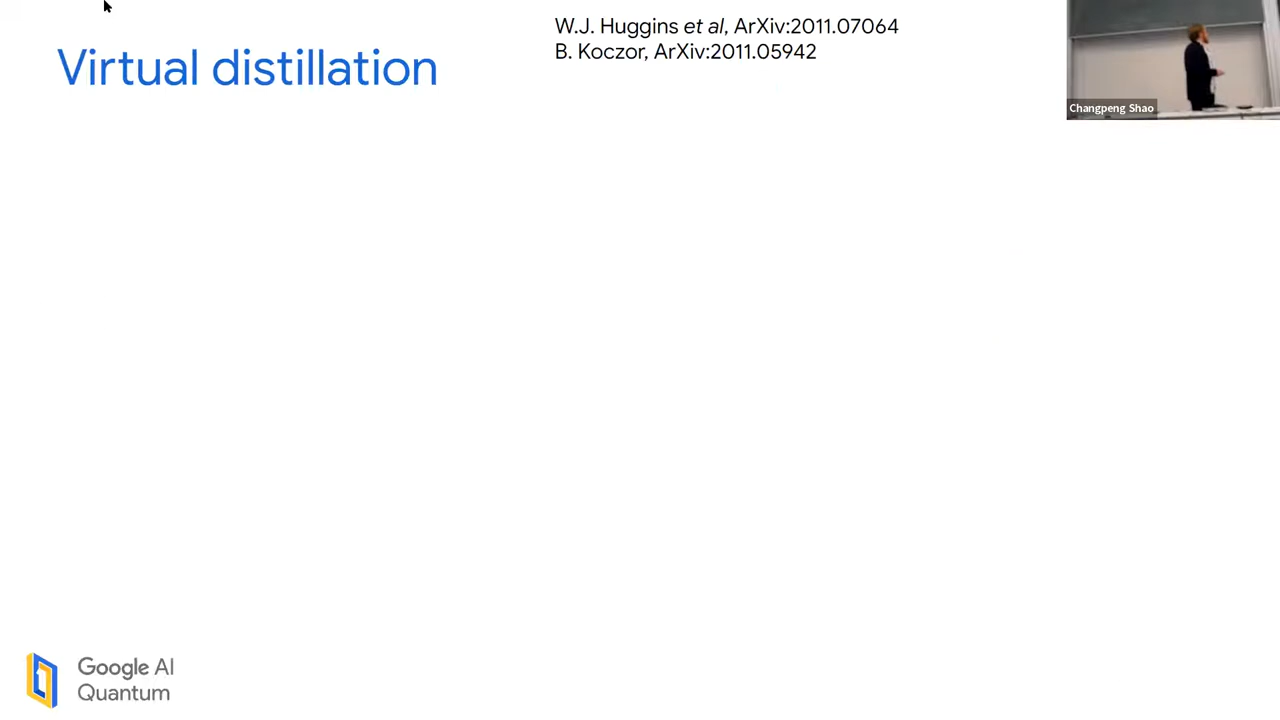 W.J. Huggins et al, ArXiv:2011.07064
B. Koczor, ArXiv:2011.05942
Virtual distillation
Changpeng Shao
Google AI
Quantum